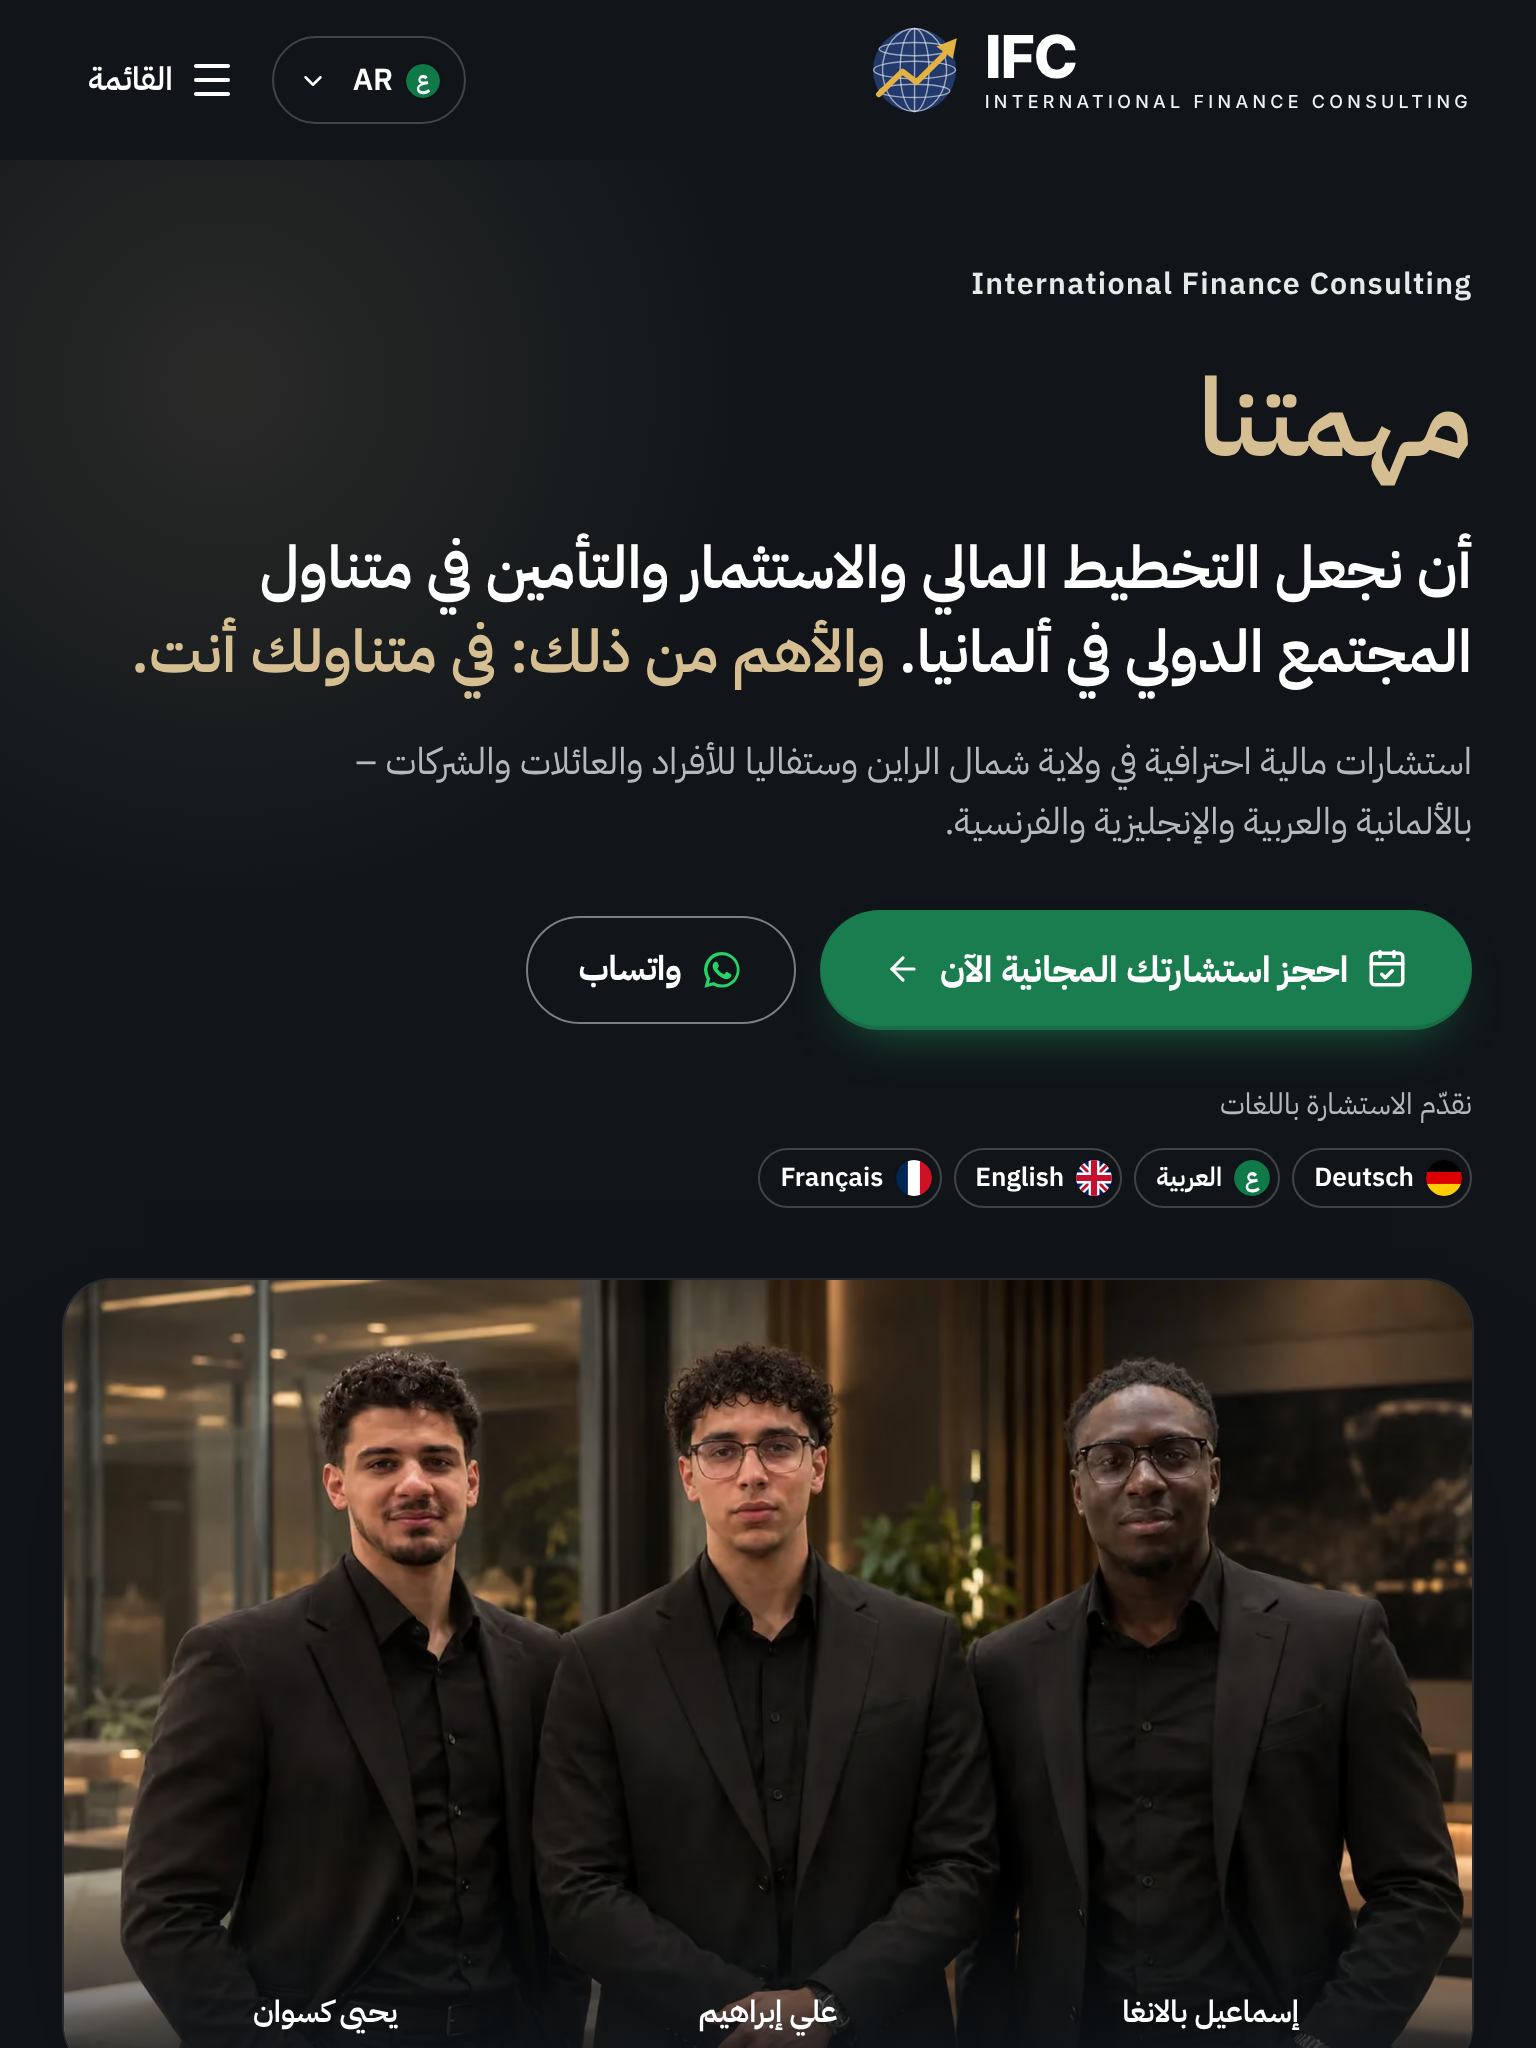 IFC
INTERNATIONAL FINANCE CONSULTING
ع AR
القائمة
International Finance Consulting
مهمتنا
أن نجعل التخطيط المالي والاستثمار والتأمين في متناول
المجتمع الدولي في ألمانيا. والأهم من ذلك: في متناولك أنت.
استشارات مالية احترافية في ولاية شمال الراين وستفاليا للأفراد والعائلات والشركات –
بالألمانية والعربية والإنجليزية والفرنسية.
احجز استشارتك المجانية الآن
واتساب
نقدّم الاستشارة باللغات
Deutsch
ع العربية
English
Français
إسماعيل بالانغا
علي إبراهيم
يحيى كسوان